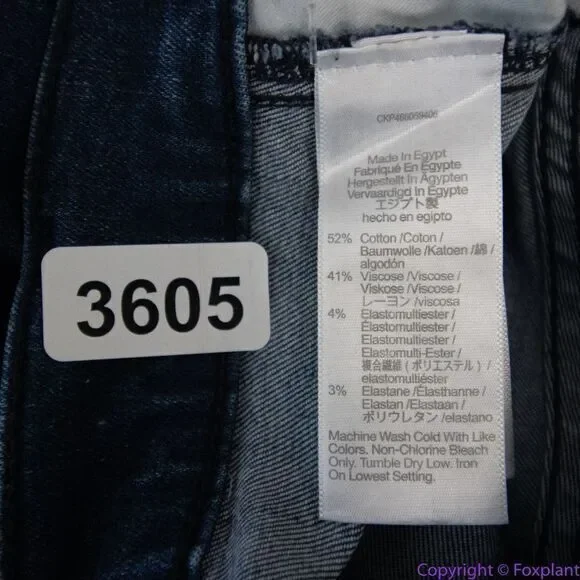 CKP466059406
Made In Egypt
Fabriqué En Égypte
Hergestellt In Ägypten
Vervaardigd In Egypte
エジプト製
hecho en egipto
52% Cotton /Coton /
Baumwolle /Katoen /綿 /
algodón
41% Viscose /Viscose /
Viskose /Viscose /
レーヨン /viscosa
4% Elastomultiester /
Élastomultiester /
Elastomultiester /
Elastomulti-Ester /
複合繊維 (ポリエステル) /
elastomultiéster
3% Elastane /Élasthanne /
Elastan /Elastaan /
ポリウレタン /elastano
Machine Wash Cold With Like
Colors. Non-Chlorine Bleach
Only. Tumble Dry Low. Iron
On Lowest Setting.
3605
Copyright © Foxplant